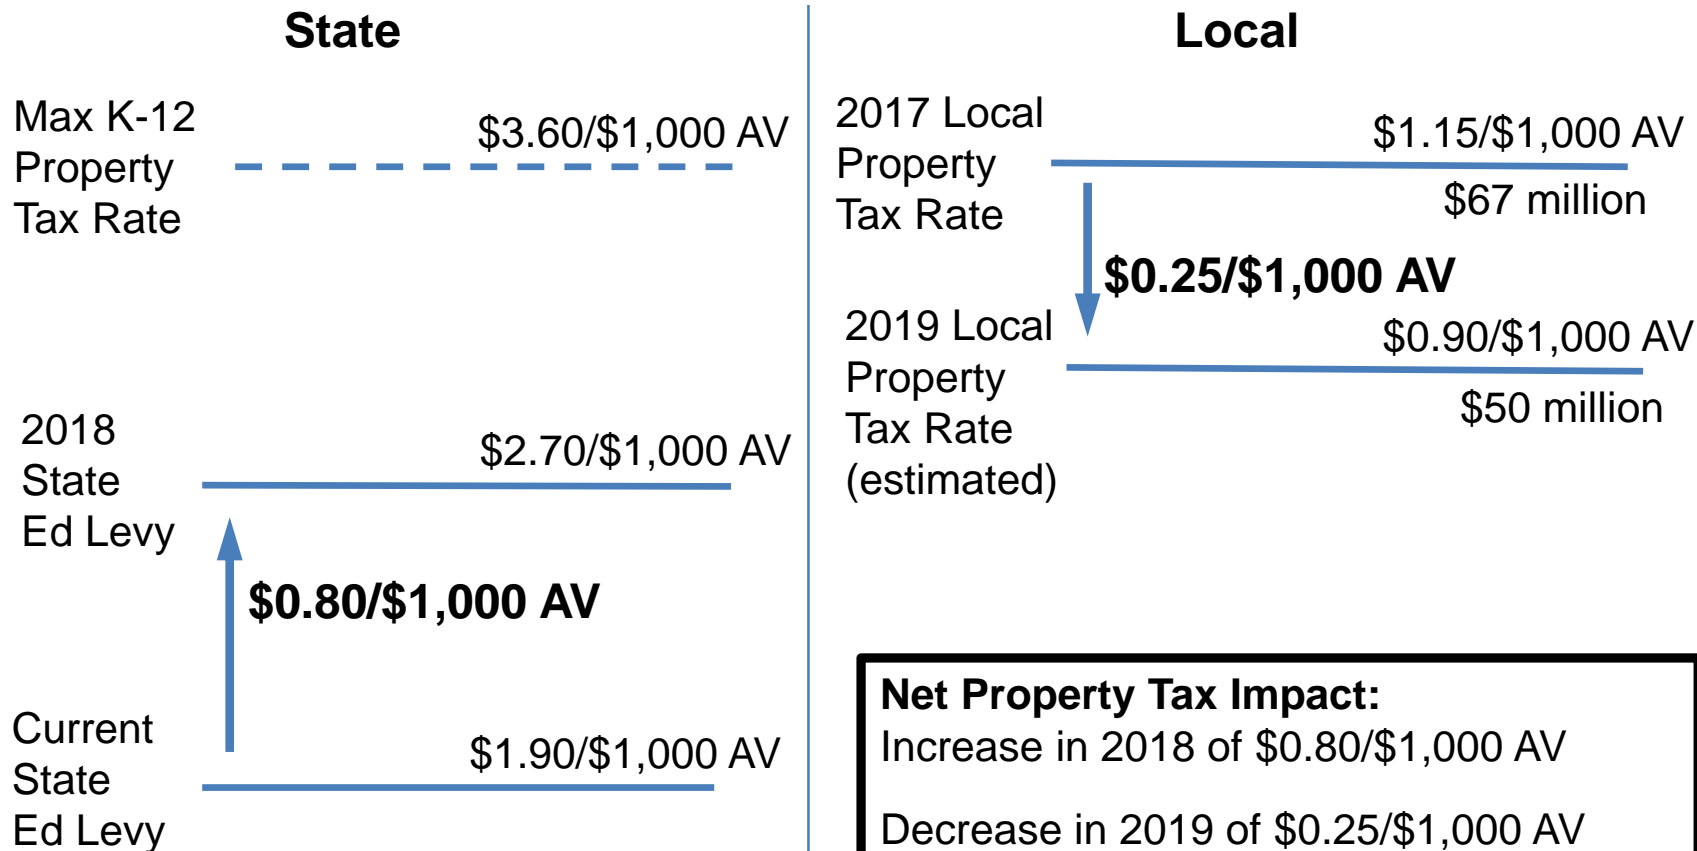 State
Max K-12
Property
Tax Rate
$3.60/$1,000 AV
2018
State
Ed Levy
$2.70/$1,000 AV
$0.80/$1,000 AV
Current
State
Ed Levy
$1.90/$1,000 AV
Local
2017 Local
Property
Tax Rate
$1.15/$1,000 AV
$67 million
$0.25/$1,000 AV
2019 Local
Property
Tax Rate
(estimated)
$0.90/$1,000 AV
$50 million
Net Property Tax Impact:
Increase in 2018 of $0.80/$1,000 AV
Decrease in 2019 of $0.25/$1,000 AV